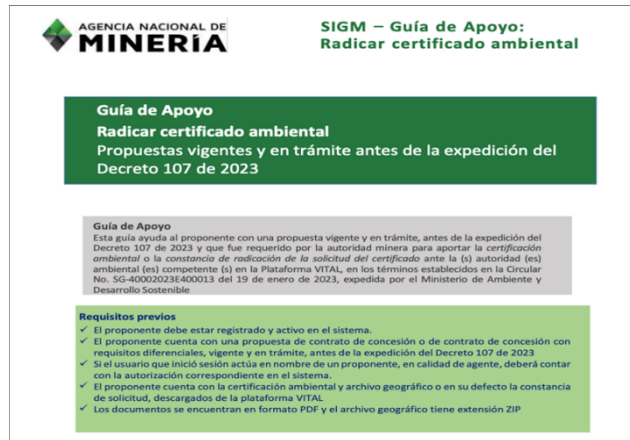 AGENCIA NACIONAL DE
MINERÍA
SIGM – Guía de Apoyo:
Radicar certificado ambiental
Guía de Apoyo
Radicar certificado ambiental
Propuestas vigentes y en trámite antes de la expedición del
Decreto 107 de 2023
Guía de Apoyo
Esta guía ayuda al proponente con una propuesta vigente y en trámite, antes de la expedición del
Decreto 107 de 2023 y que fue requerido por la autoridad minera para aportar la certificación
ambiental o la constancia de radicación de la solicitud del certificado ante la (s) autoridad (es)
ambiental (es) competente (s) en la Plataforma VITAL, en los términos establecidos en la Circular
No. SG-40002023E400013 del 19 de enero de 2023, expedida por el Ministerio de Ambiente y
Desarrollo Sostenible
Requisitos previos
✓ El proponente debe estar registrado y activo en el sistema.
✓ El proponente cuenta con una propuesta de contrato de concesión o de contrato de concesión con
requisitos diferenciales, vigente y en trámite, antes de la expedición del Decreto 107 de 2023
✓ Si el usuario que inició sesión actúa en nombre de un proponente, en calidad de agente, deberá contar
con la autorización correspondiente en el sistema.
✓ El proponente cuenta con la certificación ambiental y archivo geográfico o en su defecto la constancia
de solicitud, descargados de la plataforma VITAL
✓ Los documentos se encuentran en formato PDF y el archivo geográfico tiene extensión ZIP